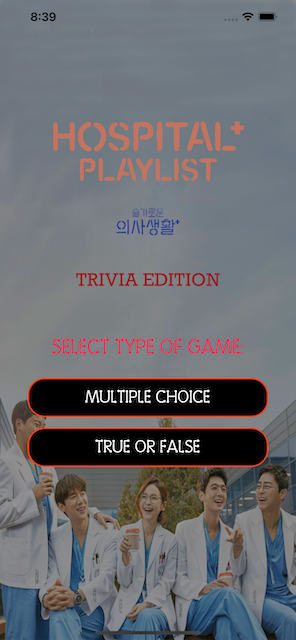 8:39
HOSPITAL+
PLAYLIST
슬기로운
의사생활+
TRIVIA EDITION
SELECT TYPE OF GAME
MULTIPLE CHOICE
TRUE OR FALSE